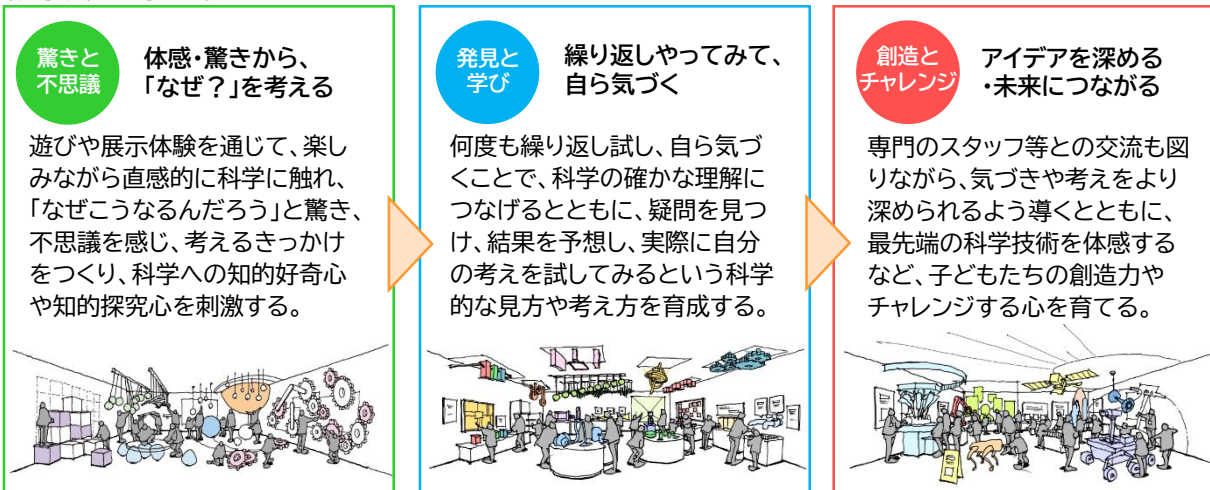 驚きと
不思議
体感・驚きから、
「なぜ？」を考える
遊びや展示体験を通じて、楽し
みながら直感的に科学に触れ、
「なぜこうなるんだろう」と驚き、
不思議を感じ、考えるきっかけ
をつくり、科学への知的好奇心
や知的探究心を刺激する。
発見と
学び
繰り返しやってみて、
自ら気づく
何度も繰り返し試し、自ら気づ
くことで、科学の確かな理解に
つなげるとともに、疑問を見つ
け、結果を予想し、実際に自分
の考えを試してみるという科学
的な見方や考え方を育成する。
創造と
チャレンジ
アイデアを深める
・未来につながる
専門のスタッフ等との交流も図
りながら、気づきや考えをより
深められるよう導くとともに、
最先端の科学技術を体感する
など、子どもたちの創造力や
チャレンジする心を育てる。